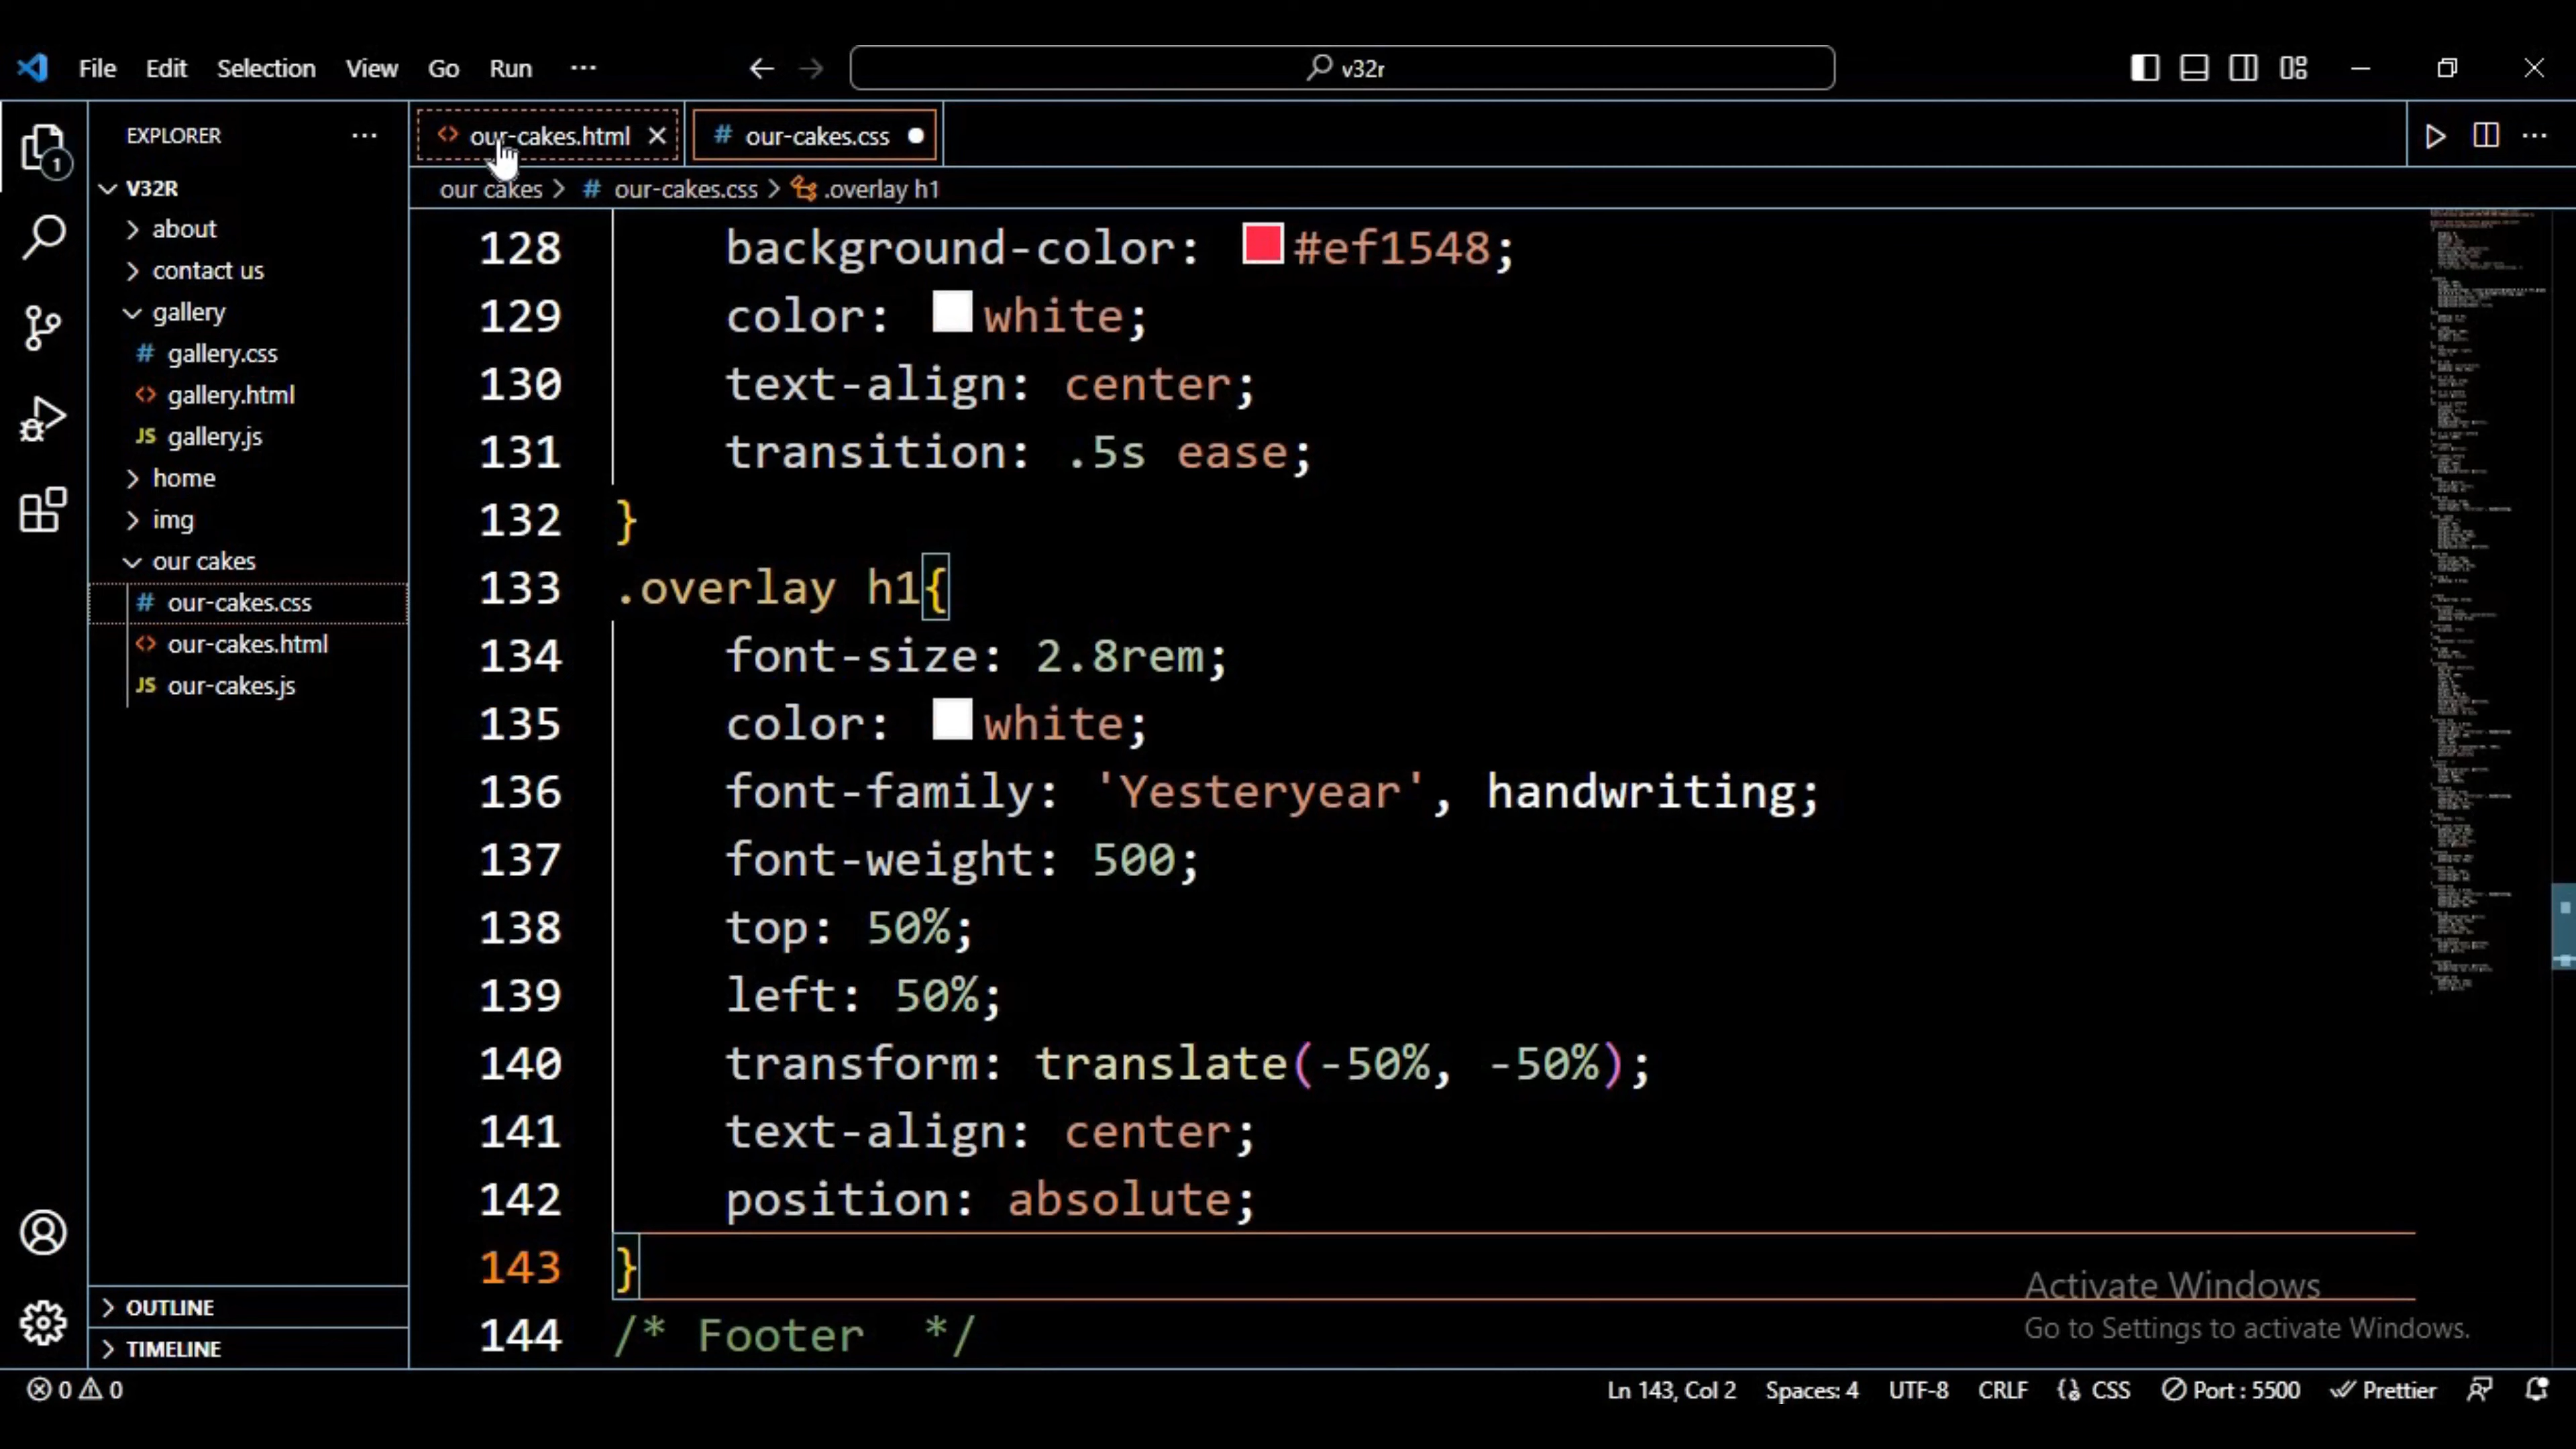 File Edit Selection View Go Run ··· v32r
EXPLORER ···
V32R
about
contact us
gallery
# gallery.css
<> gallery.html
JS gallery.js
home
img
our cakes
# our-cakes.css
<> our-cakes.html
JS our-cakes.js
OUTLINE
TIMELINE
1
<> our-cakes.html
# our-cakes.css
our cakes > # our-cakes.css > .overlay h1
128 background-color: #ef1548;
129 color: white;
130 text-align: center;
131 transition: .5s ease;
132 }
133 .overlay h1{
134 font-size: 2.8rem;
135 color: white;
136 font-family: 'Yesteryear', handwriting;
137 font-weight: 500;
138 top: 50%;
139 left: 50%;
140 transform: translate(-50%, -50%);
141 text-align: center;
142 position: absolute;
143 }
144 /* Footer */
Activate Windows
Go to Settings to activate Windows.
0 0 Ln 143, Col 2 Spaces: 4 UTF-8 CRLF CSS Port : 5500 Prettier